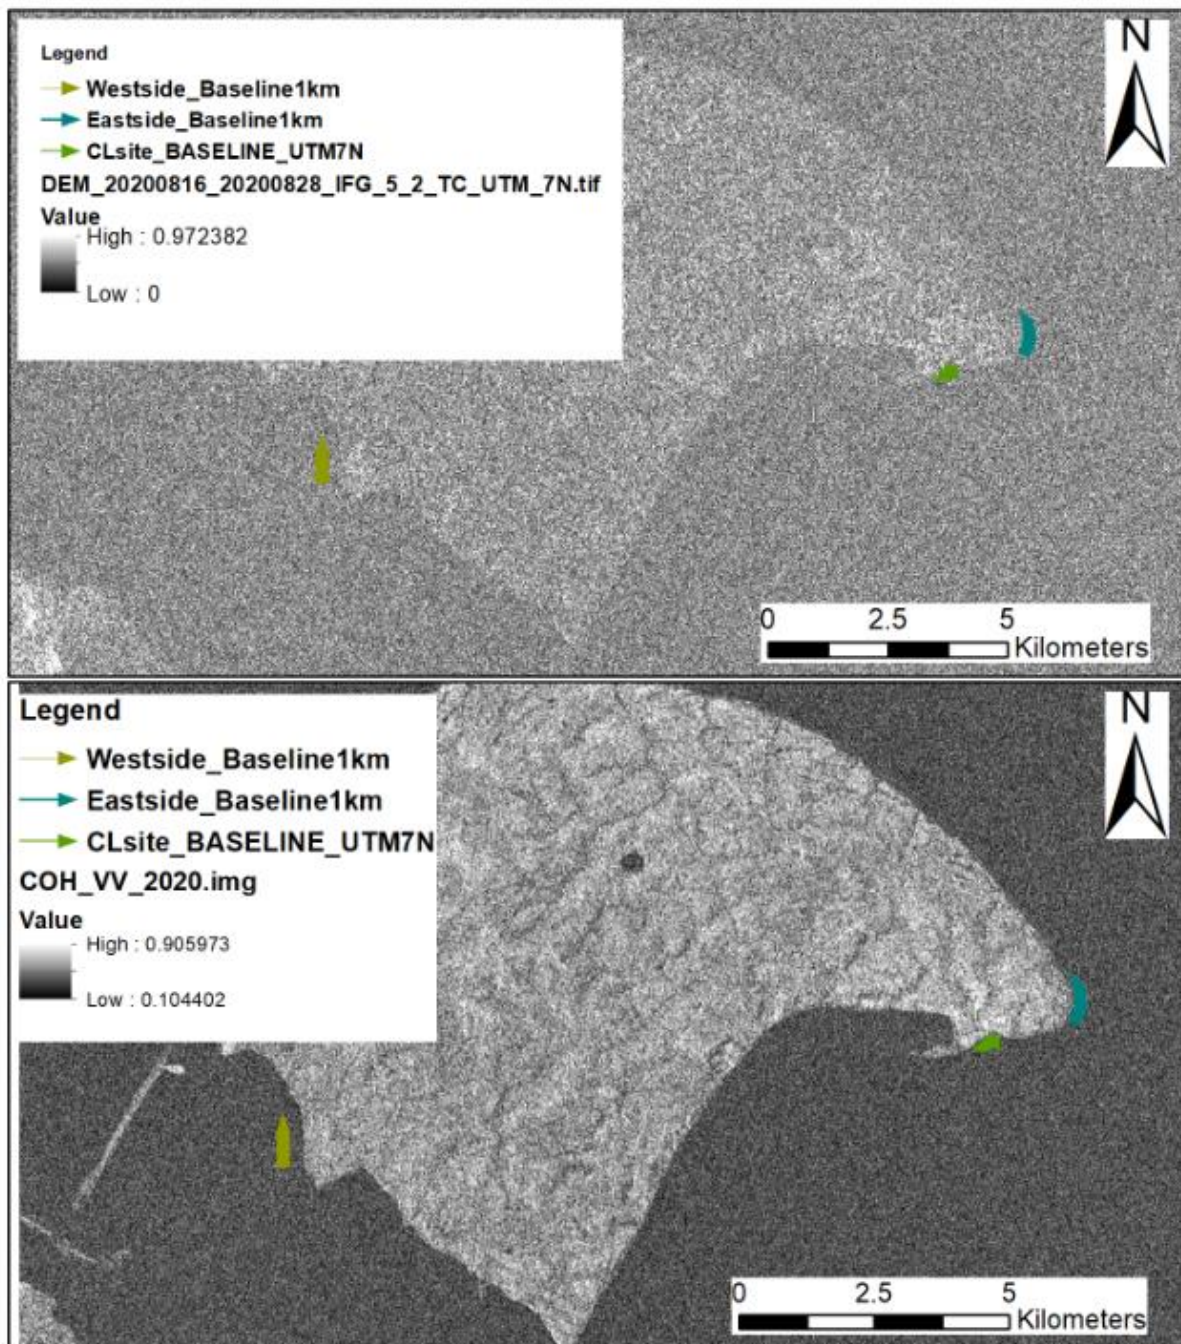 Legend
Westside_Baseline1km
Eastside_Baseline1km
CLsite_BASELINE_UTM7N
DEM_20200816_20200828_IFG_5_2_TC_UTM_7N.tif
Value
High : 0.972382
Low : 0
N
0 2.5 5
Kilometers
Legend
Westside_Baseline1km
Eastside_Baseline1km
CLsite_BASELINE_UTM7N
COH_VV_2020.img
Value
High : 0.905973
Low : 0.104402
N
0 2.5 5
Kilometers